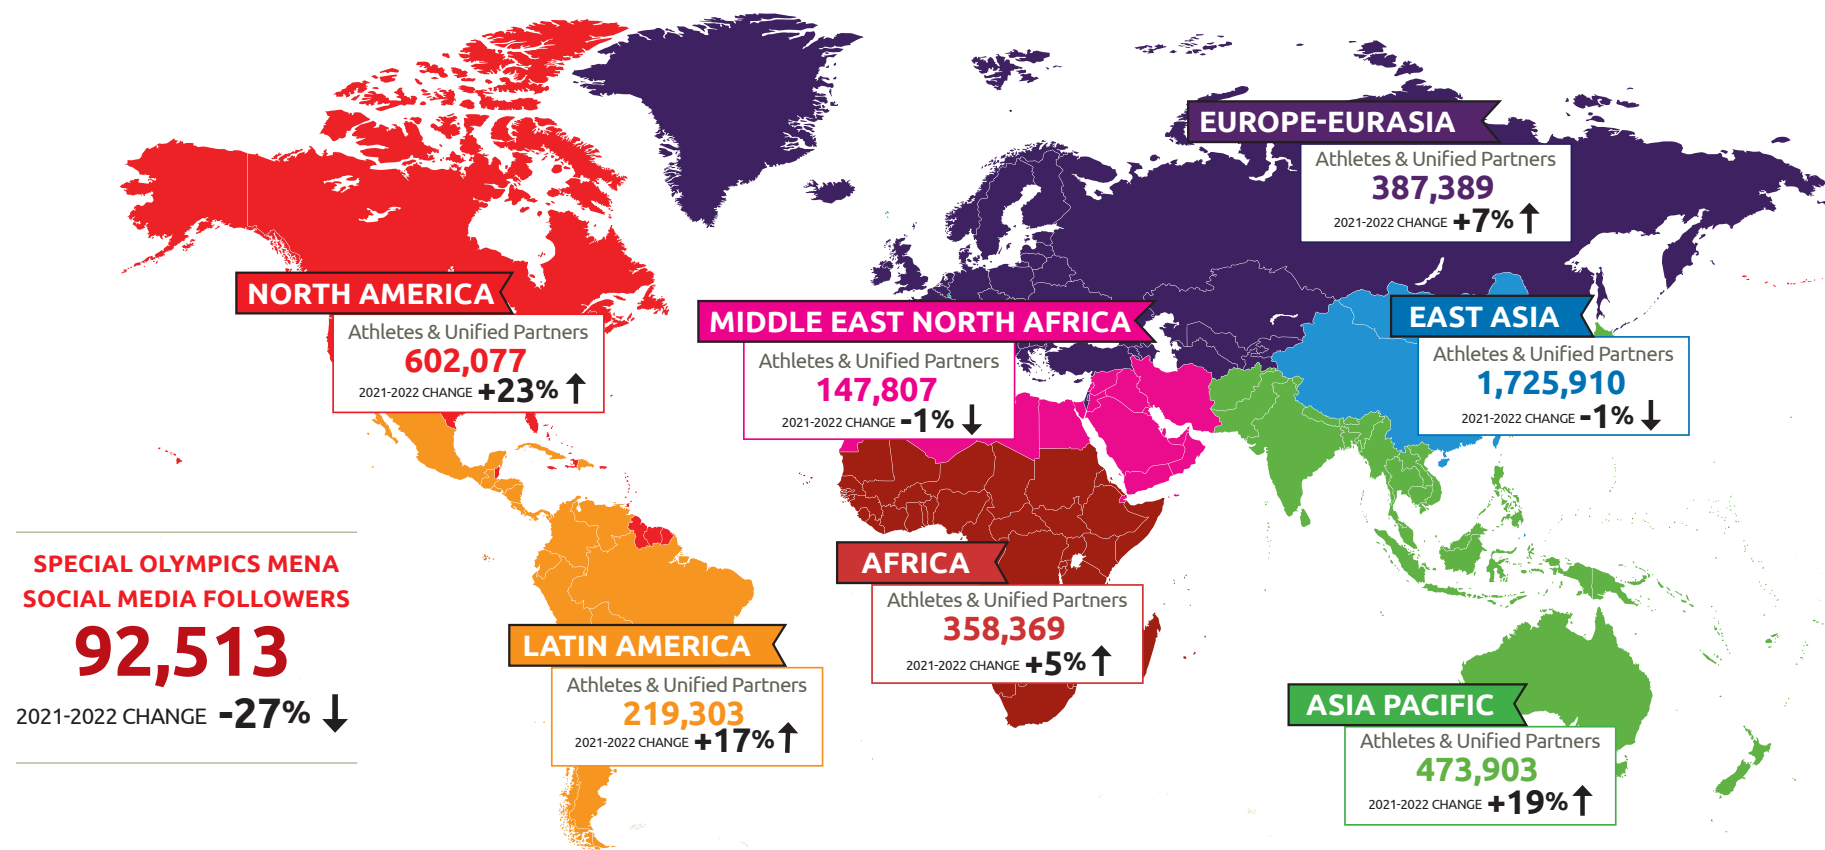 EUROPE-EURASIA
Athletes & Unified Partners
387,389
2021-2022 CHANGE +7% ↑
NORTH AMERICA
Athletes & Unified Partners
602,077
2021-2022 CHANGE +23% ↑
MIDDLE EAST NORTH AFRICA
Athletes & Unified Partners
147,807
2021-2022 CHANGE -1% ↓
EAST ASIA
Athletes & Unified Partners
1,725,910
2021-2022 CHANGE -1% ↓
SPECIAL OLYMPICS MENA
SOCIAL MEDIA FOLLOWERS
92,513
2021-2022 CHANGE -27% ↓
AFRICA
Athletes & Unified Partners
358,369
2021-2022 CHANGE +5% ↑
LATIN AMERICA
Athletes & Unified Partners
219,303
2021-2022 CHANGE +17% ↑
ASIA PACIFIC
Athletes & Unified Partners
473,903
2021-2022 CHANGE +19% ↑